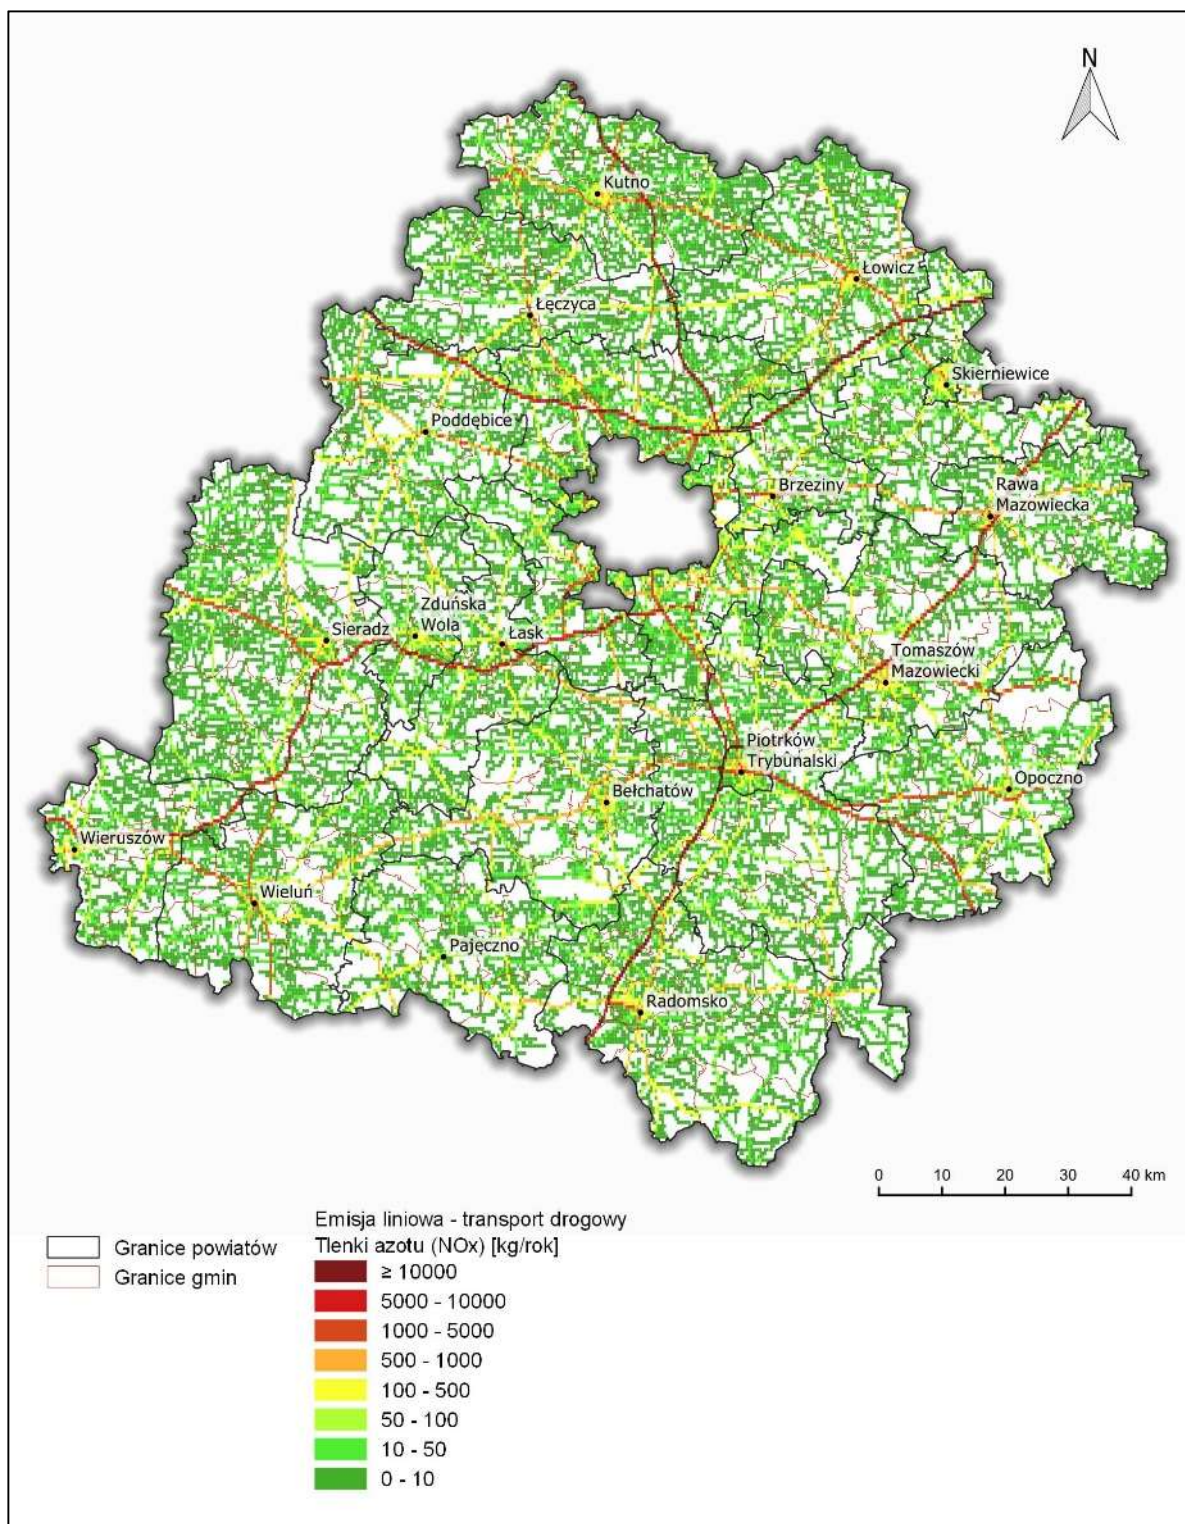 N
Kutno
Łowicz
Łęczyca
Skierniewice
Poddębice
Brzeziny
Rawa
Mazowiecka
Zduńska
Wola
Sieradz
Łask
Tomaszów
Mazowiecki
Piotrków
Trybunalski
Opoczno
Bełchatów
Wieruszów
Wieluń
Pajęczno
Radomsko
0 10 20 30 40 km
Emisja liniowa - transport drogowy
Tlenki azotu (NOx) [kg/rok]
Granice powiatów
Granice gmin
≥ 10000
5000 - 10000
1000 - 5000
500 - 1000
100 - 500
50 - 100
10 - 50
0 - 10